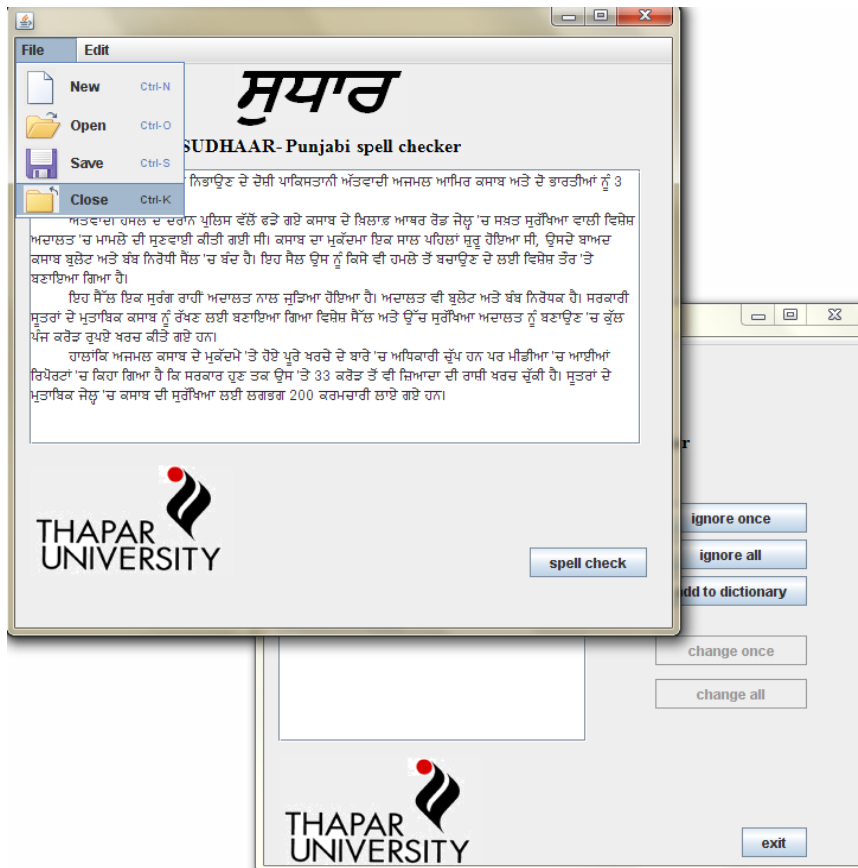 File Edit
New Ctrl-N
Open Ctrl-O
Save Ctrl-S
Close Ctrl-K
ਸੁਧਾਰ
SUDHAAR- Punjabi spell checker
ਨਿਭਾਉਣ ਦੇ ਦੋਸ਼ੀ ਪਾਕਿਸਤਾਨੀ ਅੱਤਵਾਦੀ ਅਜਮਲ ਆਮਿਰ ਕਸਾਬ ਅਤੇ ਦੋ ਭਾਰਤੀਆਂ ਨੂੰ 3
ਅੱਤਵਾਦੀ ਹਮਲੇ ਦੇ ਦੌਰਾਨ ਪੁਲਿਸ ਵੱਲੋਂ ਫੜੇ ਗਏ ਕਸਾਬ ਦੇ ਖ਼ਿਲਾਫ਼ ਆਥਰ ਰੋਡ ਜੇਲ੍ਹ 'ਚ ਸਖ਼ਤ ਸੁਰੱਖਿਆ ਵਾਲੀ ਵਿਸ਼ੇਸ਼
ਅਦਾਲਤ 'ਚ ਮਾਮਲੇ ਦੀ ਸੁਣਵਾਈ ਕੀਤੀ ਗਈ ਸੀ। ਕਸਾਬ ਦਾ ਮੁਕੱਦਮਾ ਇਕ ਸਾਲ ਪਹਿਲਾਂ ਸ਼ੁਰੂ ਹੋਇਆ ਸੀ, ਉਸਦੇ ਬਾਅਦ
ਕਸਾਬ ਬੁਲੇਟ ਅਤੇ ਬੰਬ ਨਿਰੋਧੀ ਸੈੱਲ 'ਚ ਬੰਦ ਹੈ। ਇਹ ਸੈਲ ਉਸ ਨੂੰ ਕਿਸੇ ਵੀ ਹਮਲੇ ਤੋਂ ਬਚਾਉਣ ਦੇ ਲਈ ਵਿਸ਼ੇਸ਼ ਤੌਰ 'ਤੇ
ਬਣਾਇਆ ਗਿਆ ਹੈ।
ਇਹ ਸੈੱਲ ਇਕ ਸੁਰੰਗ ਰਾਹੀਂ ਅਦਾਲਤ ਨਾਲ ਜੁੜਿਆ ਹੋਇਆ ਹੈ। ਅਦਾਲਤ ਵੀ ਬੁਲੇਟ ਅਤੇ ਬੰਬ ਨਿਰੋਧਕ ਹੈ। ਸਰਕਾਰੀ
ਸੂਤਰਾਂ ਦੇ ਮੁਤਾਬਿਕ ਕਸਾਬ ਨੂੰ ਰੱਖਣ ਲਈ ਬਣਾਇਆ ਗਿਆ ਵਿਸ਼ੇਸ਼ ਸੈੱਲ ਅਤੇ ਉੱਚ ਸੁਰੱਖਿਆ ਅਦਾਲਤ ਨੂੰ ਬਣਾਉਣ 'ਚ ਕੁੱਲ
ਪੰਜ ਕਰੋੜ ਰੁਪਏ ਖਰਚ ਕੀਤੇ ਗਏ ਹਨ।
ਹਾਲਾਂਕਿ ਅਜਮਲ ਕਸਾਬ ਦੇ ਮੁਕੱਦਮੇ 'ਤੇ ਹੋਏ ਪੂਰੇ ਖਰਚੇ ਦੇ ਬਾਰੇ 'ਚ ਅਧਿਕਾਰੀ ਚੁੱਪ ਹਨ ਪਰ ਮੀਡੀਆ 'ਚ ਆਈਆਂ
ਰਿਪੋਰਟਾਂ 'ਚ ਕਿਹਾ ਗਿਆ ਹੈ ਕਿ ਸਰਕਾਰ ਹੁਣ ਤਕ ਉਸ 'ਤੇ 33 ਕਰੋੜ ਤੋਂ ਵੀ ਜ਼ਿਆਦਾ ਦੀ ਰਾਸ਼ੀ ਖਰਚ ਚੁੱਕੀ ਹੈ। ਸੂਤਰਾਂ ਦੇ
ਮੁਤਾਬਿਕ ਜੇਲ੍ਹ 'ਚ ਕਸਾਬ ਦੀ ਸੁਰੱਖਿਆ ਲਈ ਲਗਭਗ 200 ਕਰਮਚਾਰੀ ਲਾਏ ਗਏ ਹਨ।
THAPAR
UNIVERSITY
spell check
r
ignore once
ignore all
add to dictionary
change once
change all
THAPAR
UNIVERSITY
exit